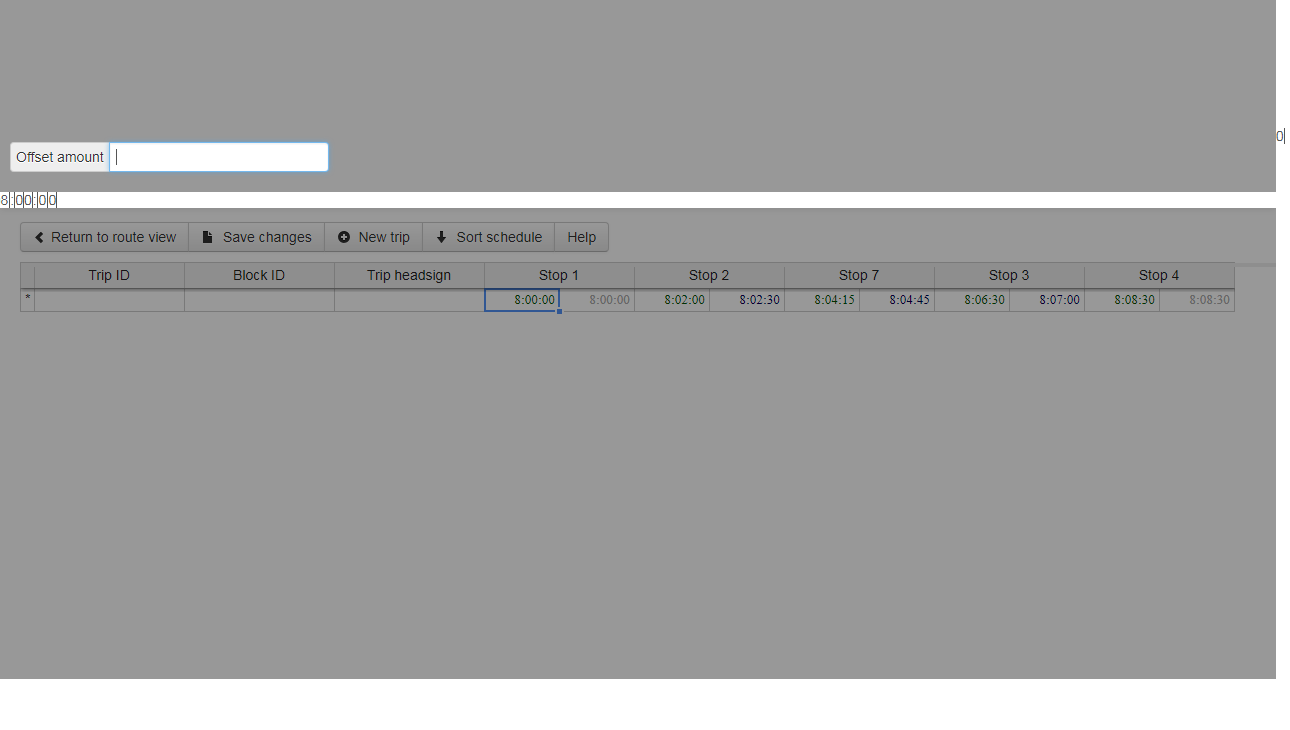 0
Offset amount
8:00:00
Return to route view Save changes New trip Sort schedule Help
Trip ID Block ID Trip headsign Stop 1 Stop 2 Stop 7 Stop 3 Stop 4
* 8:00:00 8:00:00 8:02:00 8:02:30 8:04:15 8:04:45 8:06:30 8:07:00 8:08:30 8:08:30